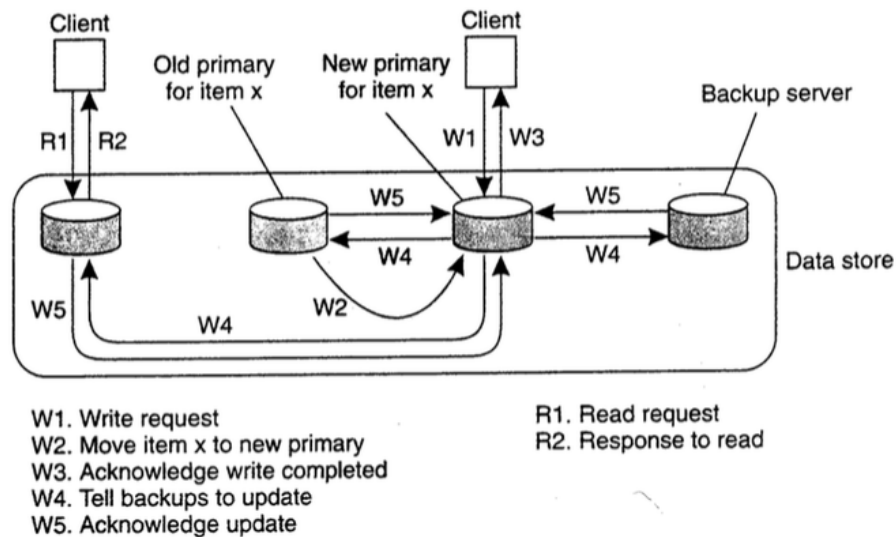 Client
Client
Old primary
for item x
New primary
for item x
Backup server
R1
R2
W1
W3
W5
W5
W4
W4
Data store
W5
W4
W2
W1. Write request
W2. Move item x to new primary
W3. Acknowledge write completed
W4. Tell backups to update
W5. Acknowledge update
R1. Read request
R2. Response to read